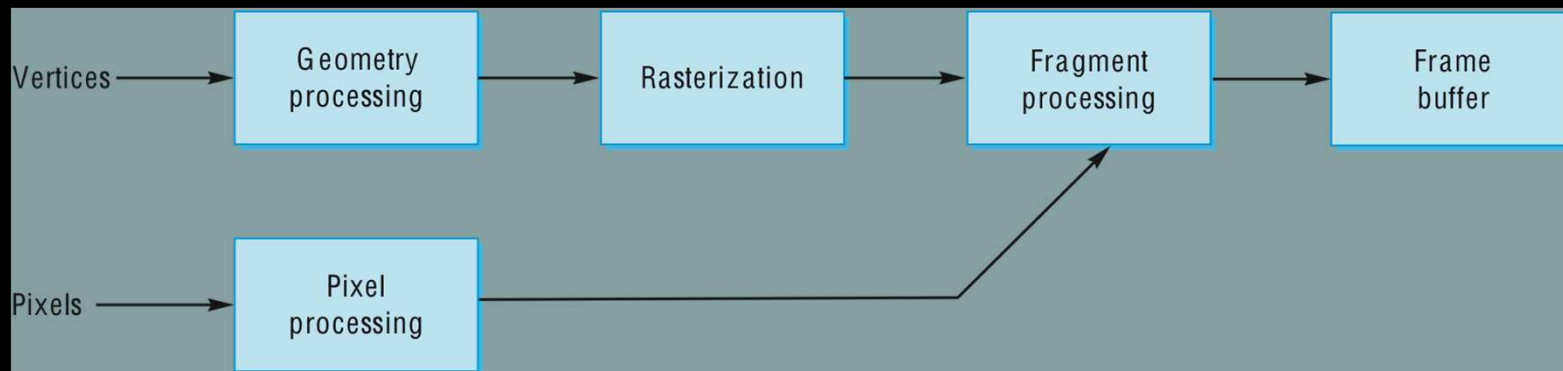 Vertices
Geometry
processing
Rasterization
Fragment
processing
Frame
buffer
Pixels
Pixel
processing